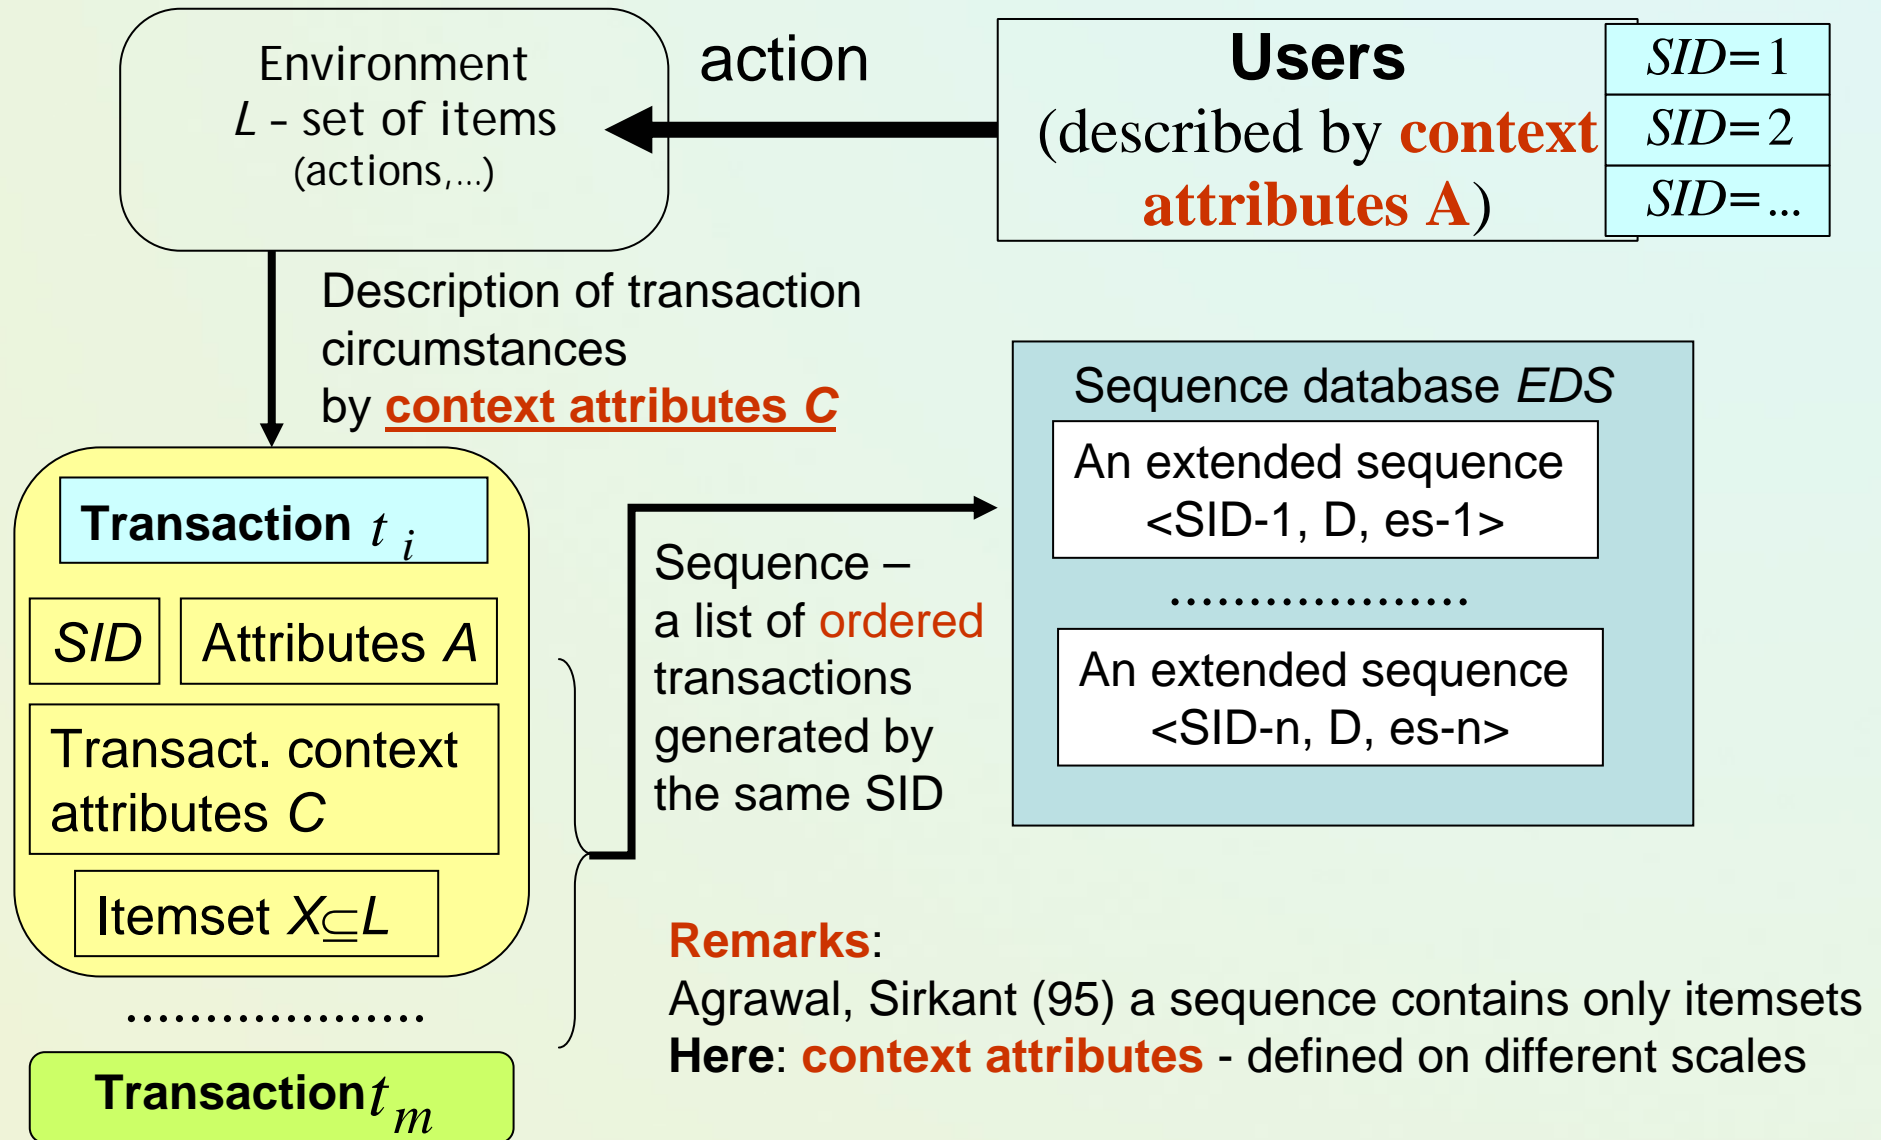 Environment
L – set of items
(actions,...)
action
Users
(described by context
attributes A)
SID=1
SID=2
SID=...
Description of transaction
circumstances
by context attributes C
Transaction t i
SID
Attributes A
Transact. context
attributes C
Itemset X⊆L
...................
Transaction t m
Sequence –
a list of ordered
transactions
generated by
the same SID
Sequence database EDS
An extended sequence
<SID-1, D, es-1>
...................
An extended sequence
<SID-n, D, es-n>
Remarks:
Agrawal, Sirkant (95) a sequence contains only itemsets
Here: context attributes - defined on different scales